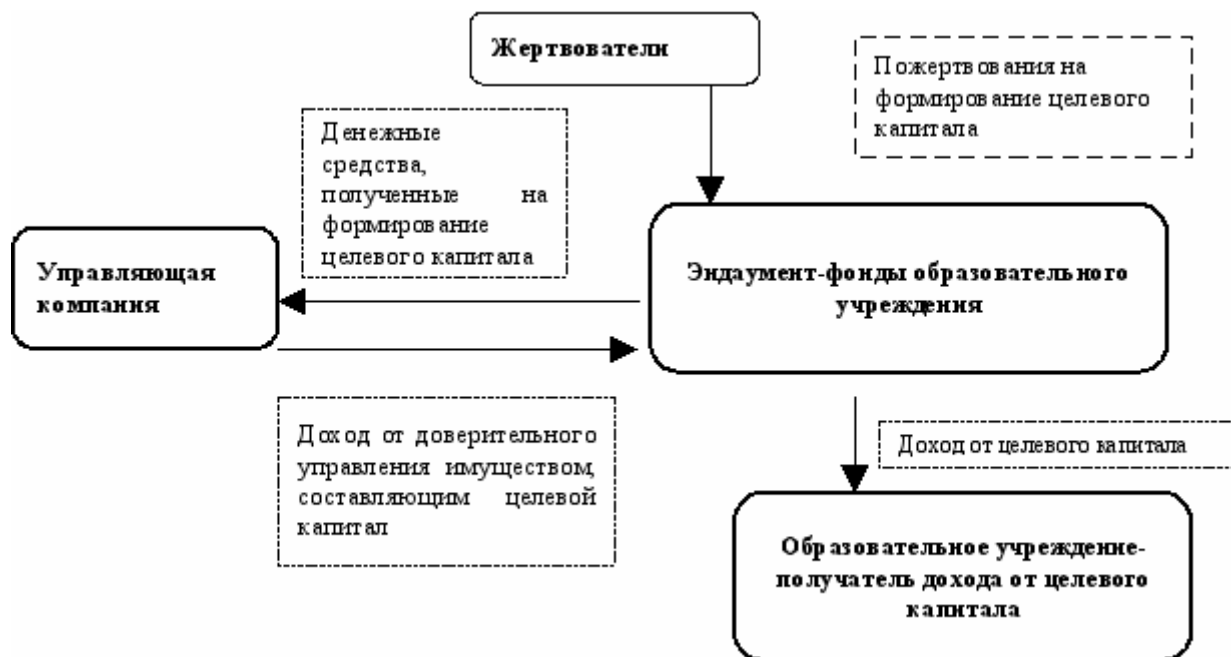 Жертвователи
Пожертвования на
формирование целевого
капитала
Денежные
средства,
полученные на
формирование
целевого капитала
Управляющая
компания
Эндаумент-фонды образовательного
учреждения
Доход от доверительного
управления имуществом,
составляющим целевой
капитал
Доход от целевого капитала
Образовательное учреждение-
получатель дохода от целевого
капитала